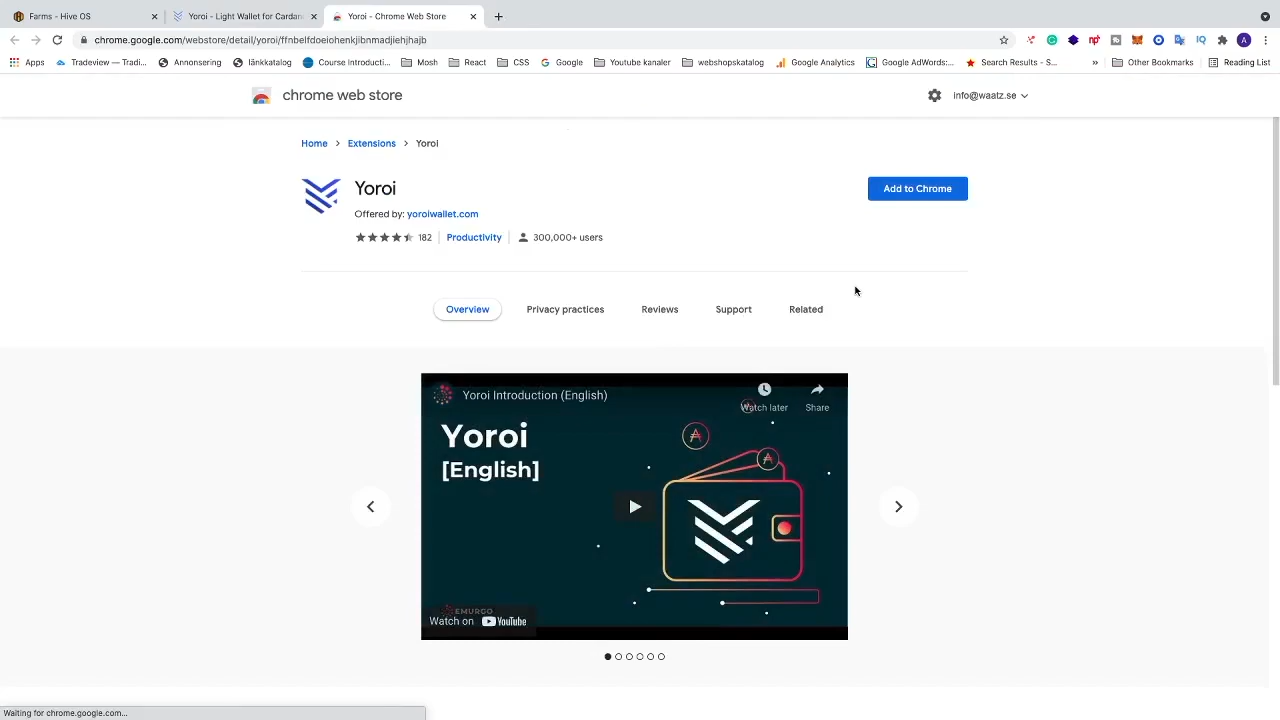 Farms - Hive OS
Yoroi - Light Wallet for Cardan
Yoroi - Chrome Web Store
chrome.google.com/webstore/detail/yoroi/ffnbelfdoeiohenkjibnmadjiehjhajb
Apps
Tradeview — Tradi...
Annonsering
länkkatalog
Course Introducti...
Mosh
React
CSS
Google
Youtube kanaler
webshopskatalog
Google Analytics
Google AdWords:...
Search Results - S...
»
Other Bookmarks
Reading List
chrome web store
info@waatz.se
Home > Extensions > Yoroi
Yoroi
Add to Chrome
Offered by: yoroiwallet.com
182
Productivity
300,000+ users
Overview
Privacy practices
Reviews
Support
Related
Yoroi Introduction (English)
Watch later
Share
Yoroi
[English]
EMURGO
Watch on YouTube
Waiting for chrome.google.com...